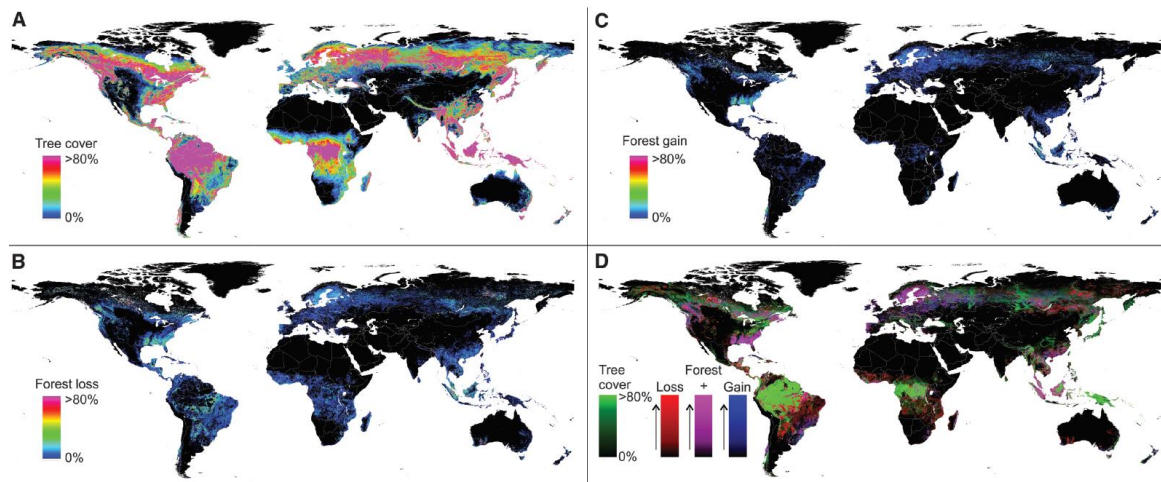 A
Tree cover
>80%
0%
B
Forest loss
>80%
0%
C
Forest gain
>80%
0%
D
Tree
cover
>80%
0%
Forest
Loss + Gain